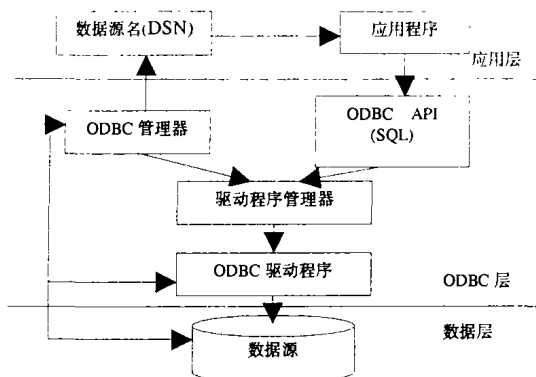 数据源名(DSN)
应用程序
应用层
ODBC 管理器
ODBC API
(SQL)
驱动程序管理器
ODBC 驱动程序
ODBC 层
数据层
数据源